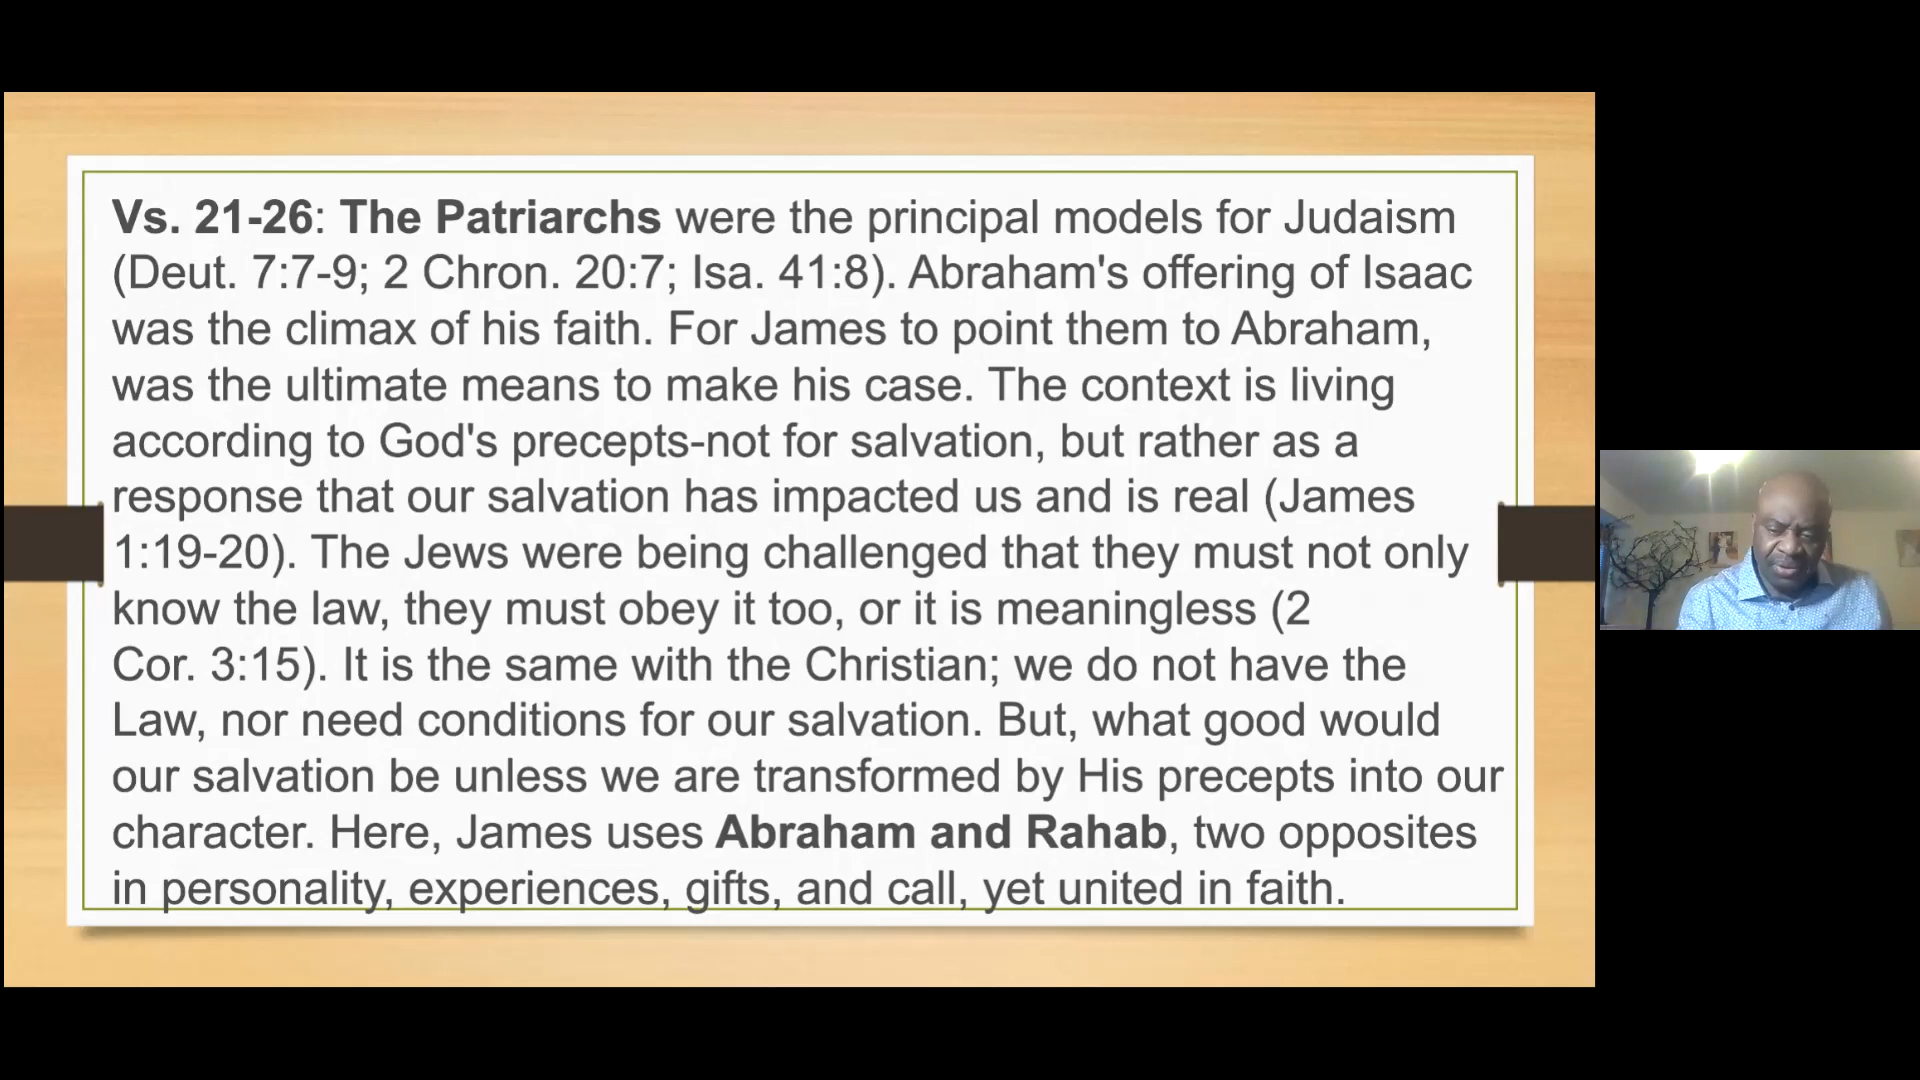 Vs. 21-26: The Patriarchs were the principal models for Judaism
(Deut. 7:7-9; 2 Chron. 20:7; Isa. 41:8). Abraham's offering of Isaac
was the climax of his faith. For James to point them to Abraham,
was the ultimate means to make his case. The context is living
according to God's precepts-not for salvation, but rather as a
response that our salvation has impacted us and is real (James
1:19-20). The Jews were being challenged that they must not only
know the law, they must obey it too, or it is meaningless (2
Cor. 3:15). It is the same with the Christian; we do not have the
Law, nor need conditions for our salvation. But, what good would
our salvation be unless we are transformed by His precepts into our
character. Here, James uses Abraham and Rahab, two opposites
in personality, experiences, gifts, and call, yet united in faith.